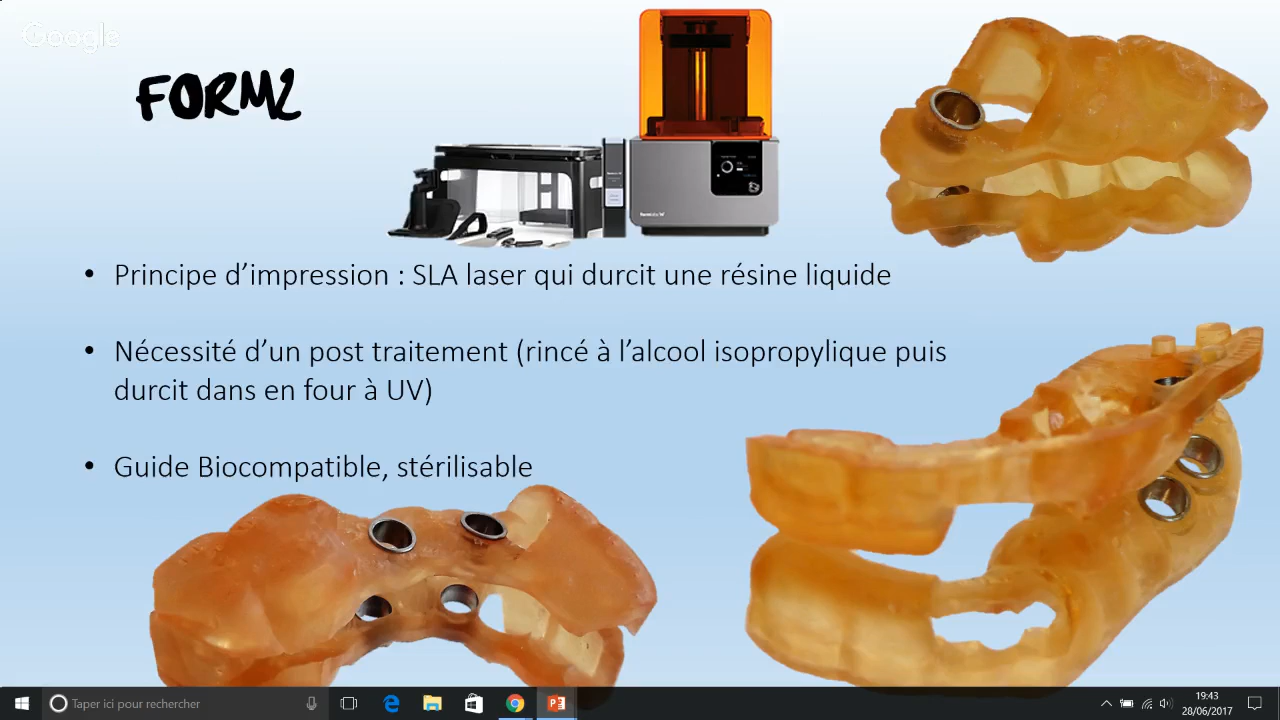 Google
FORM2
• Principe d’impression : SLA laser qui durcit une résine liquide
• Nécessité d’un post traitement (rincé à l’alcool isopropylique puis
durcit dans en four à UV)
• Guide Biocompatible, stérilisable
Taper ici pour rechercher
19:43
28/06/2017